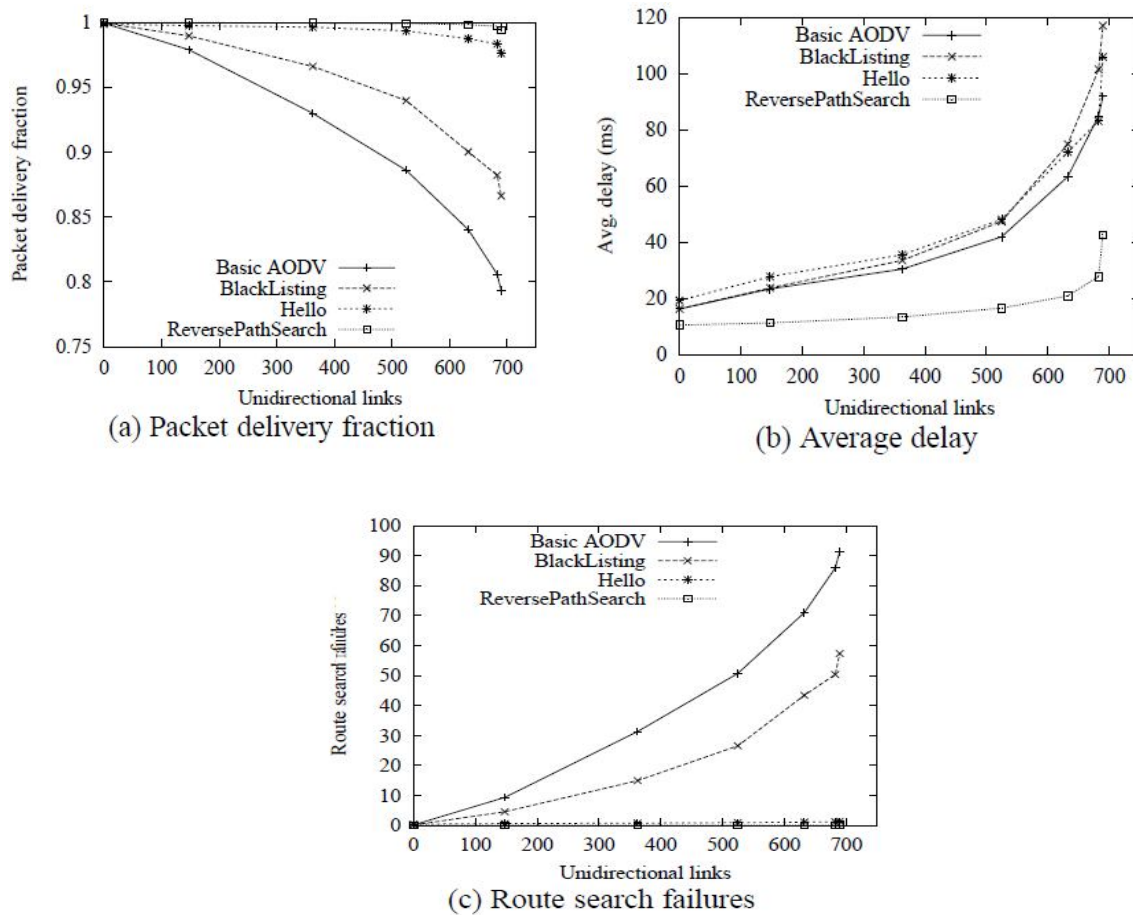 1
0.95
0.9
0.85
0.8
0.75
Packet delivery fraction
Basic AODV
BlackListing
Hello
ReversePathSearch
0 100 200 300 400 500 600 700
Unidirectional links
(a) Packet delivery fraction
120
100
80
60
40
20
0
Avg. delay (ms)
Basic AODV
BlackListing
Hello
ReversePathSearch
0 100 200 300 400 500 600 700
Unidirectional links
(b) Average delay
100
90
80
70
60
50
40
30
20
10
0
Route search failures
Basic AODV
BlackListing
Hello
ReversePathSearch
0 100 200 300 400 500 600 700
Unidirectional links
(c) Route search failures